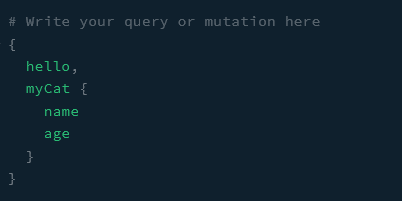 # Write your query or mutation here
{
  hello,
  myCat {
    name
    age
  }
}